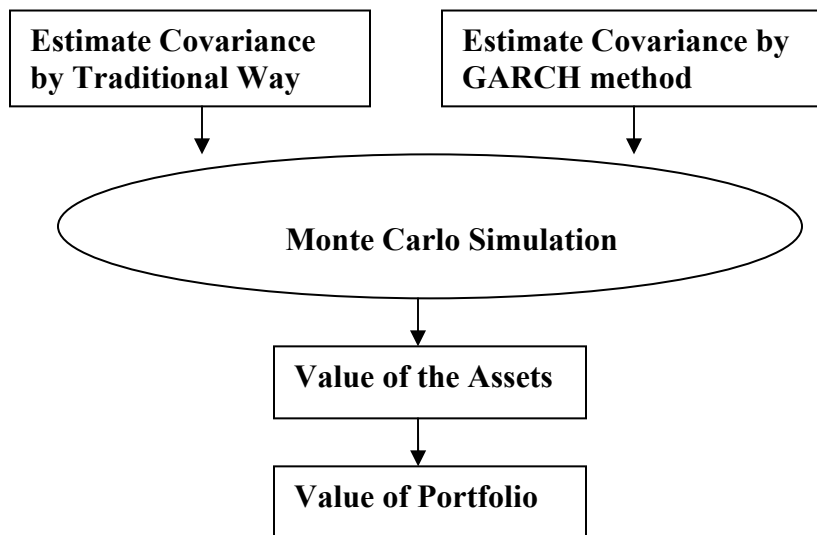 Estimate Covariance
by Traditional Way
Estimate Covariance by
GARCH method
Monte Carlo Simulation
Value of the Assets
Value of Portfolio